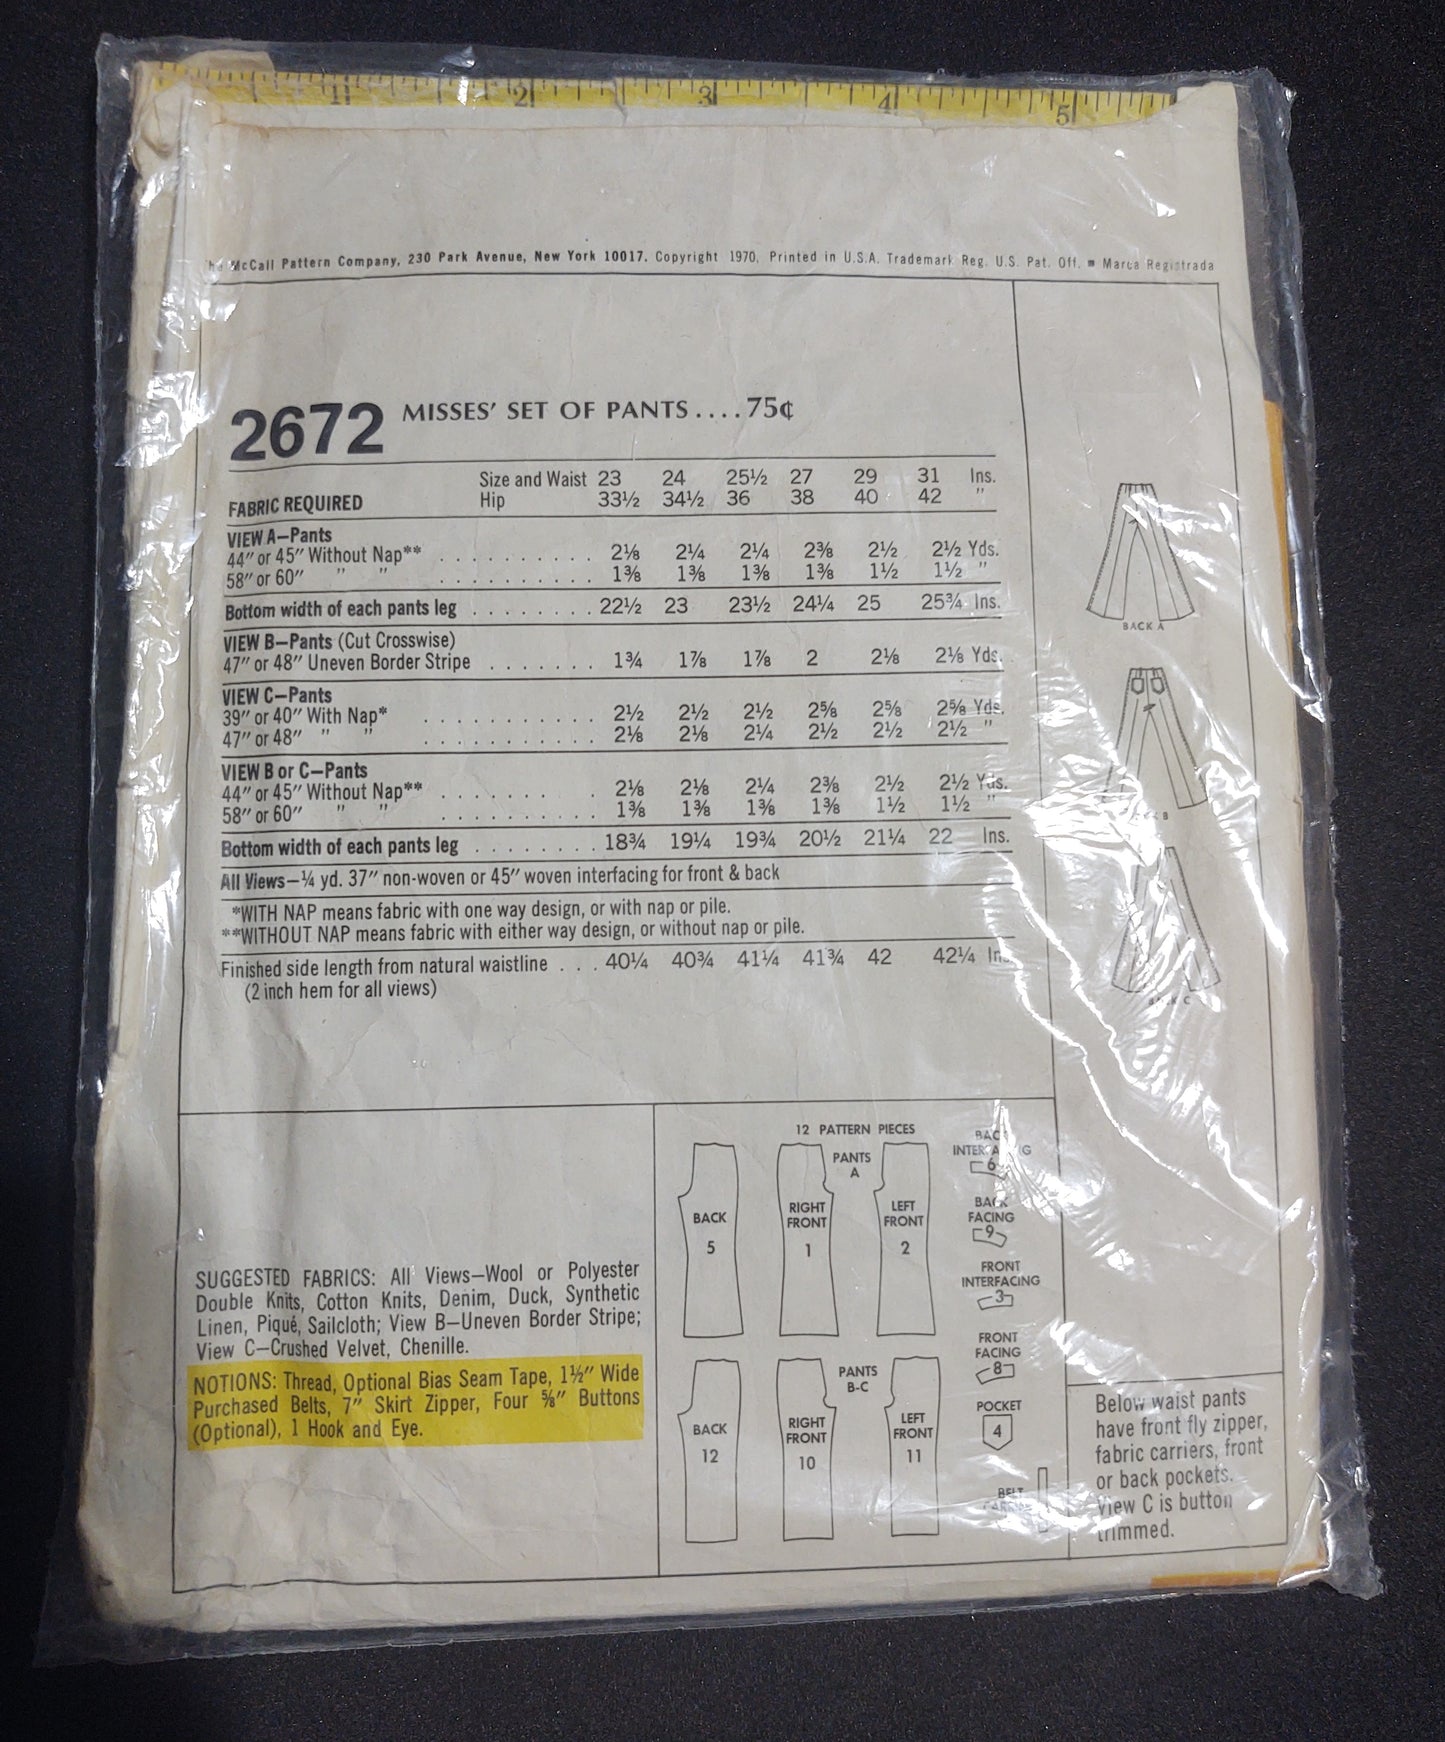 1 2 3 4 5
The McCall Pattern Company, 230 Park Avenue, New York 10017. Copyright 1970, Printed in U.S.A. Trademark Reg. U.S. Pat. Off. ■ Marca Registrada
2672 MISSES’ SET OF PANTS....75¢
Size and Waist 23 24 25½ 27 29 31 Ins.
FABRIC REQUIRED Hip 33½ 34½ 36 38 40 42 ”
VIEW A—Pants
44″ or 45″ Without Nap** . . . . . . . . . . 2⅛ 2¼ 2¼ 2⅜ 2½ 2½ Yds.
58″ or 60″ ” ” . . . . . . . . . . 1⅜ 1⅜ 1⅜ 1⅜ 1½ 1½ ”
Bottom width of each pants leg . . . . . . . . 22½ 23 23½ 24¼ 25 25¾ Ins.
VIEW B—Pants (Cut Crosswise)
47″ or 48″ Uneven Border Stripe . . . . . . . 1¾ 1⅞ 1⅞ 2 2⅛ 2⅛ Yds.
VIEW C—Pants
39″ or 40″ With Nap* . . . . . . . . . . . 2½ 2½ 2½ 2⅝ 2⅝ 2⅝ Yds.
47″ or 48″ ” ” . . . . . . . . . . . 2⅛ 2⅛ 2¼ 2½ 2½ 2½ ”
VIEW B or C—Pants
44″ or 45″ Without Nap** . . . . . . . . . 2⅛ 2⅛ 2¼ 2⅜ 2½ 2½ Yds.
58″ or 60″ ” ” . . . . . . . . . . 1⅜ 1⅜ 1⅜ 1⅜ 1½ 1½ ”
Bottom width of each pants leg . . . . . . . . 18¾ 19¼ 19¾ 20½ 21¼ 22 Ins.
All Views—¼ yd. 37″ non-woven or 45″ woven interfacing for front & back
*WITH NAP means fabric with one way design, or with nap or pile.
**WITHOUT NAP means fabric with either way design, or without nap or pile.
Finished side length from natural waistline . . . 40¼ 40¾ 41¼ 41¾ 42 42¼ In
(2 inch hem for all views)
BACK A
B
BACK C
SUGGESTED FABRICS: All Views—Wool or Polyester
Double Knits, Cotton Knits, Denim, Duck, Synthetic
Linen, Piqué, Sailcloth; View B—Uneven Border Stripe;
View C—Crushed Velvet, Chenille.
NOTIONS: Thread, Optional Bias Seam Tape, 1½″ Wide
Purchased Belts, 7″ Skirt Zipper, Four ⅝″ Buttons
(Optional), 1 Hook and Eye.
12 PATTERN PIECES
PANTS
A
BACK
5
RIGHT
FRONT
1
LEFT
FRONT
2
PANTS
B-C
BACK
12
RIGHT
FRONT
10
LEFT
FRONT
11
BACK
INTERFACING
6
BACK
FACING
9
FRONT
INTERFACING
3
FRONT
FACING
8
POCKET
4
BELT
CARRIER
Below waist pants
have front fly zipper,
fabric carriers, front
or back pockets.
View C is button
trimmed.